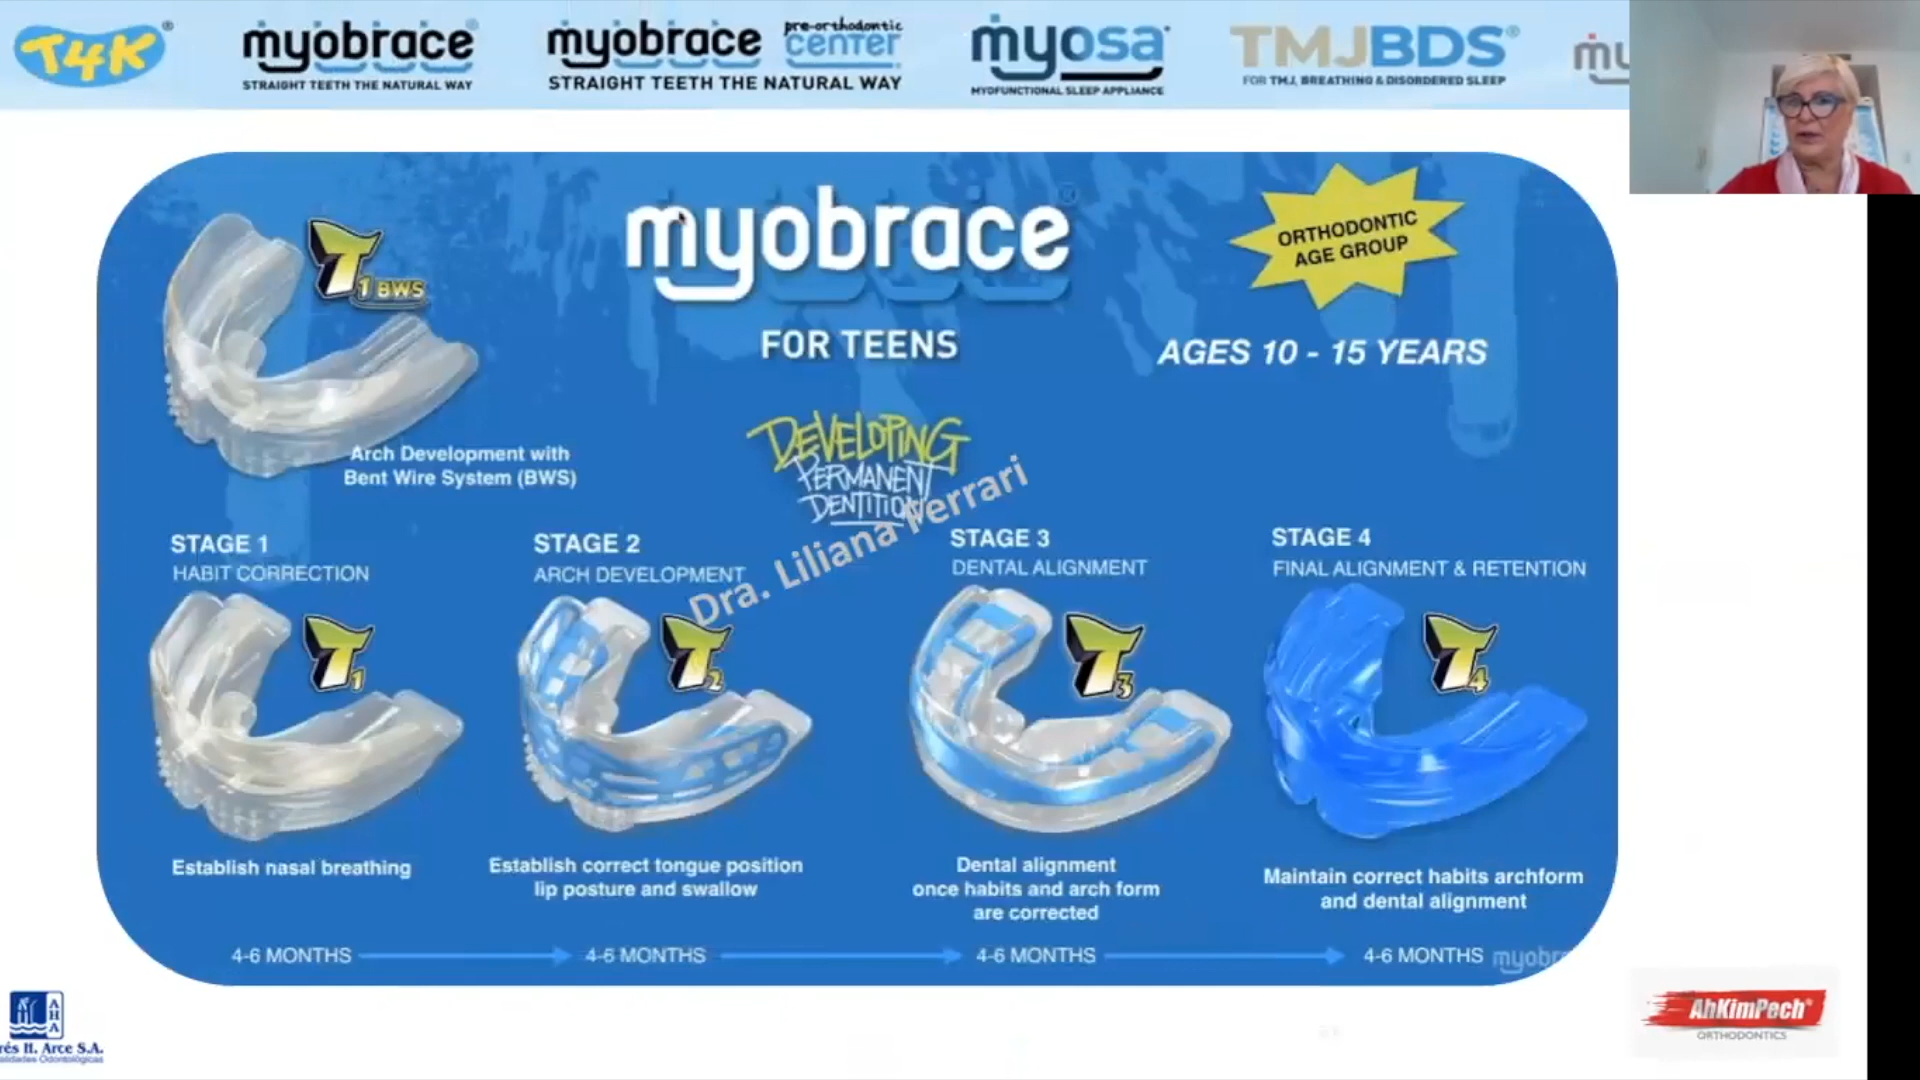 T4K®
myobrace®
STRAIGHT TEETH THE NATURAL WAY
myobrace pre-orthodontic center®
STRAIGHT TEETH THE NATURAL WAY
myosa®
MYOFUNCTIONAL SLEEP APPLIANCE
TMJBDS®
FOR TMJ, BREATHING & DISORDERED SLEEP
T1 BWS
myobrace®
FOR TEENS
ORTHODONTIC
AGE GROUP
AGES 10 - 15 YEARS
Arch Development with
Bent Wire System (BWS)
DEVELOPING
PERMANENT
DENTITION
Dra. Liliana Ferrari
STAGE 1
HABIT CORRECTION
T1
Establish nasal breathing
4-6 MONTHS
STAGE 2
ARCH DEVELOPMENT
T2
Establish correct tongue position
lip posture and swallow
4-6 MONTHS
STAGE 3
DENTAL ALIGNMENT
T3
Dental alignment
once habits and arch form
are corrected
4-6 MONTHS
STAGE 4
FINAL ALIGNMENT & RETENTION
T4
Maintain correct habits archform
and dental alignment
4-6 MONTHS
AHA
rés H. Arce S.A.
AhKimPech®
ORTHODONTICS